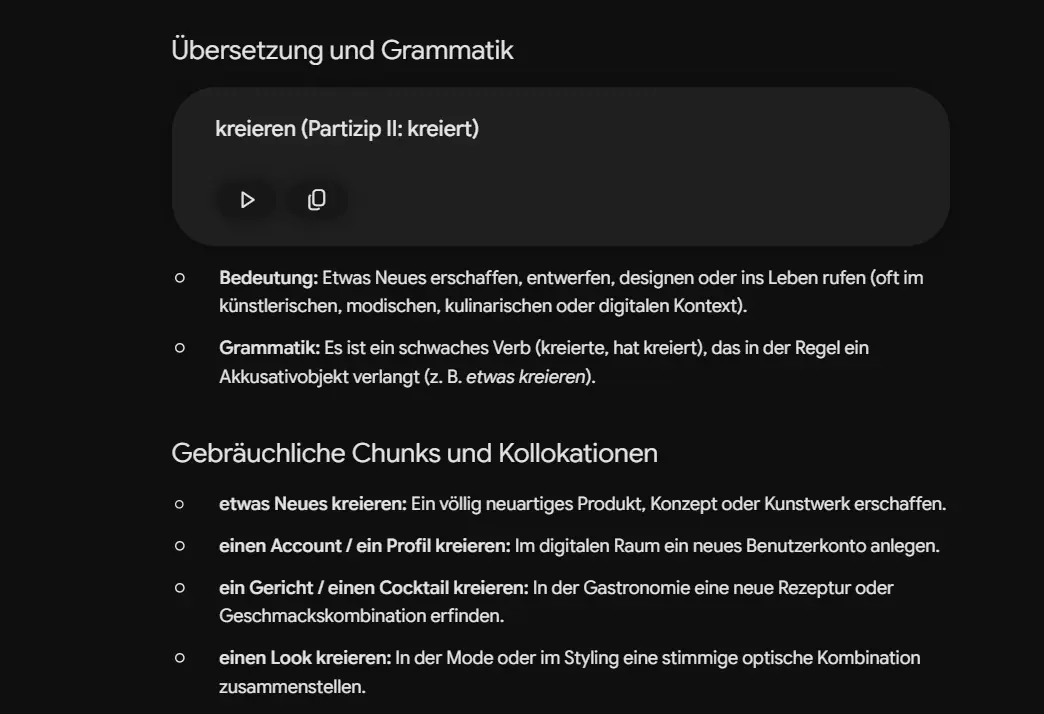 Übersetzung und Grammatik
kreieren (Partizip II: kreiert)
Bedeutung: Etwas Neues erschaffen, entwerfen, designen oder ins Leben rufen (oft im
künstlerischen, modischen, kulinarischen oder digitalen Kontext).
Grammatik: Es ist ein schwaches Verb (kreierte, hat kreiert), das in der Regel ein
Akkusativobjekt verlangt (z. B. etwas kreieren).
Gebräuchliche Chunks und Kollokationen
etwas Neues kreieren: Ein völlig neuartiges Produkt, Konzept oder Kunstwerk erschaffen.
einen Account / ein Profil kreieren: Im digitalen Raum ein neues Benutzerkonto anlegen.
ein Gericht / einen Cocktail kreieren: In der Gastronomie eine neue Rezeptur oder
Geschmackskombination erfinden.
einen Look kreieren: In der Mode oder im Styling eine stimmige optische Kombination
zusammenstellen.